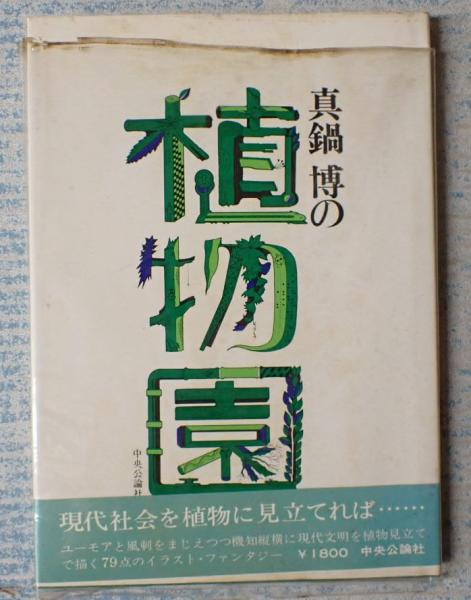 真鍋 博の
植物園
中央公論社
現代社会を植物に見立てれば……
ユーモアと風刺をまじえつつ機知縦横に現代文明を植物見立て
で描く79点のイラスト・ファンタジー ¥1800 中央公論社